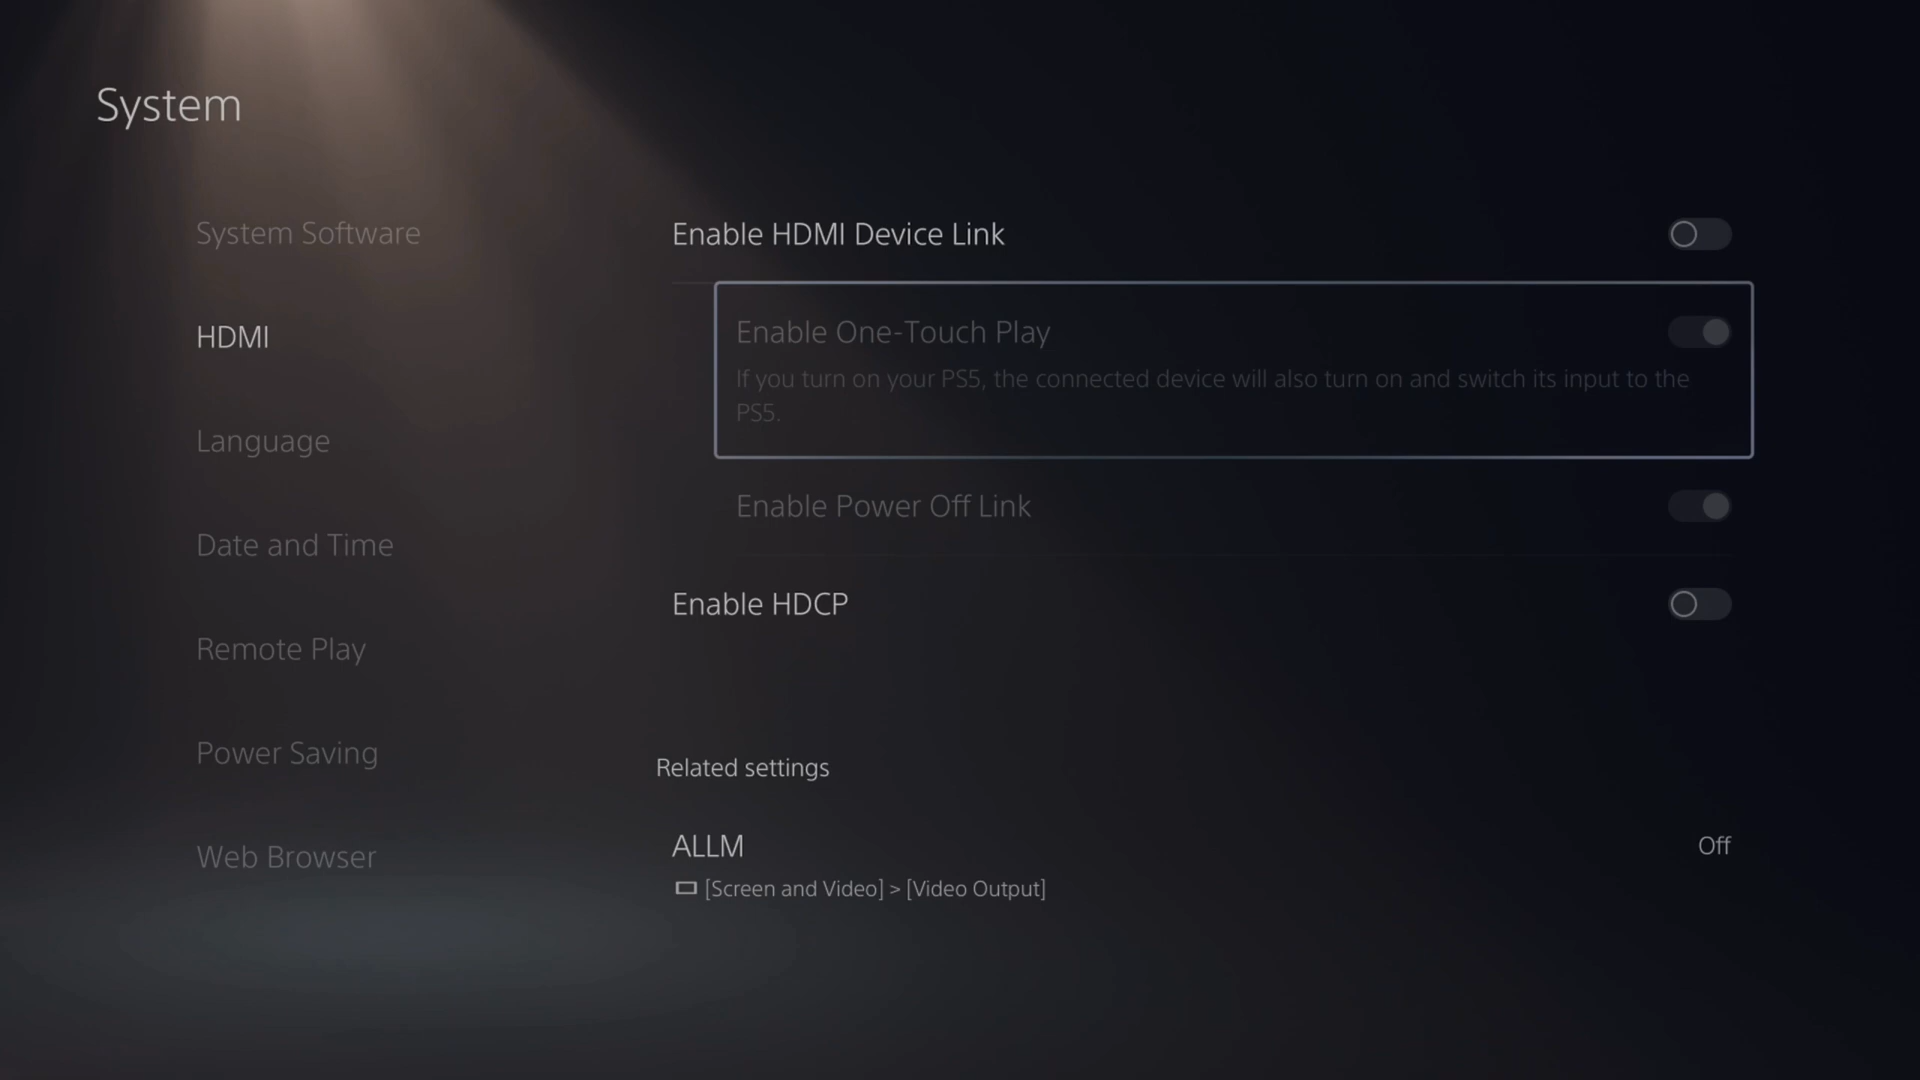 System
System Software
HDMI
Language
Date and Time
Remote Play
Power Saving
Web Browser
Enable HDMI Device Link
Enable One-Touch Play
If you turn on your PS5, the connected device will also turn on and switch its input to the
PS5.
Enable Power Off Link
Enable HDCP
Related settings
ALLM
Off
[Screen and Video] > [Video Output]